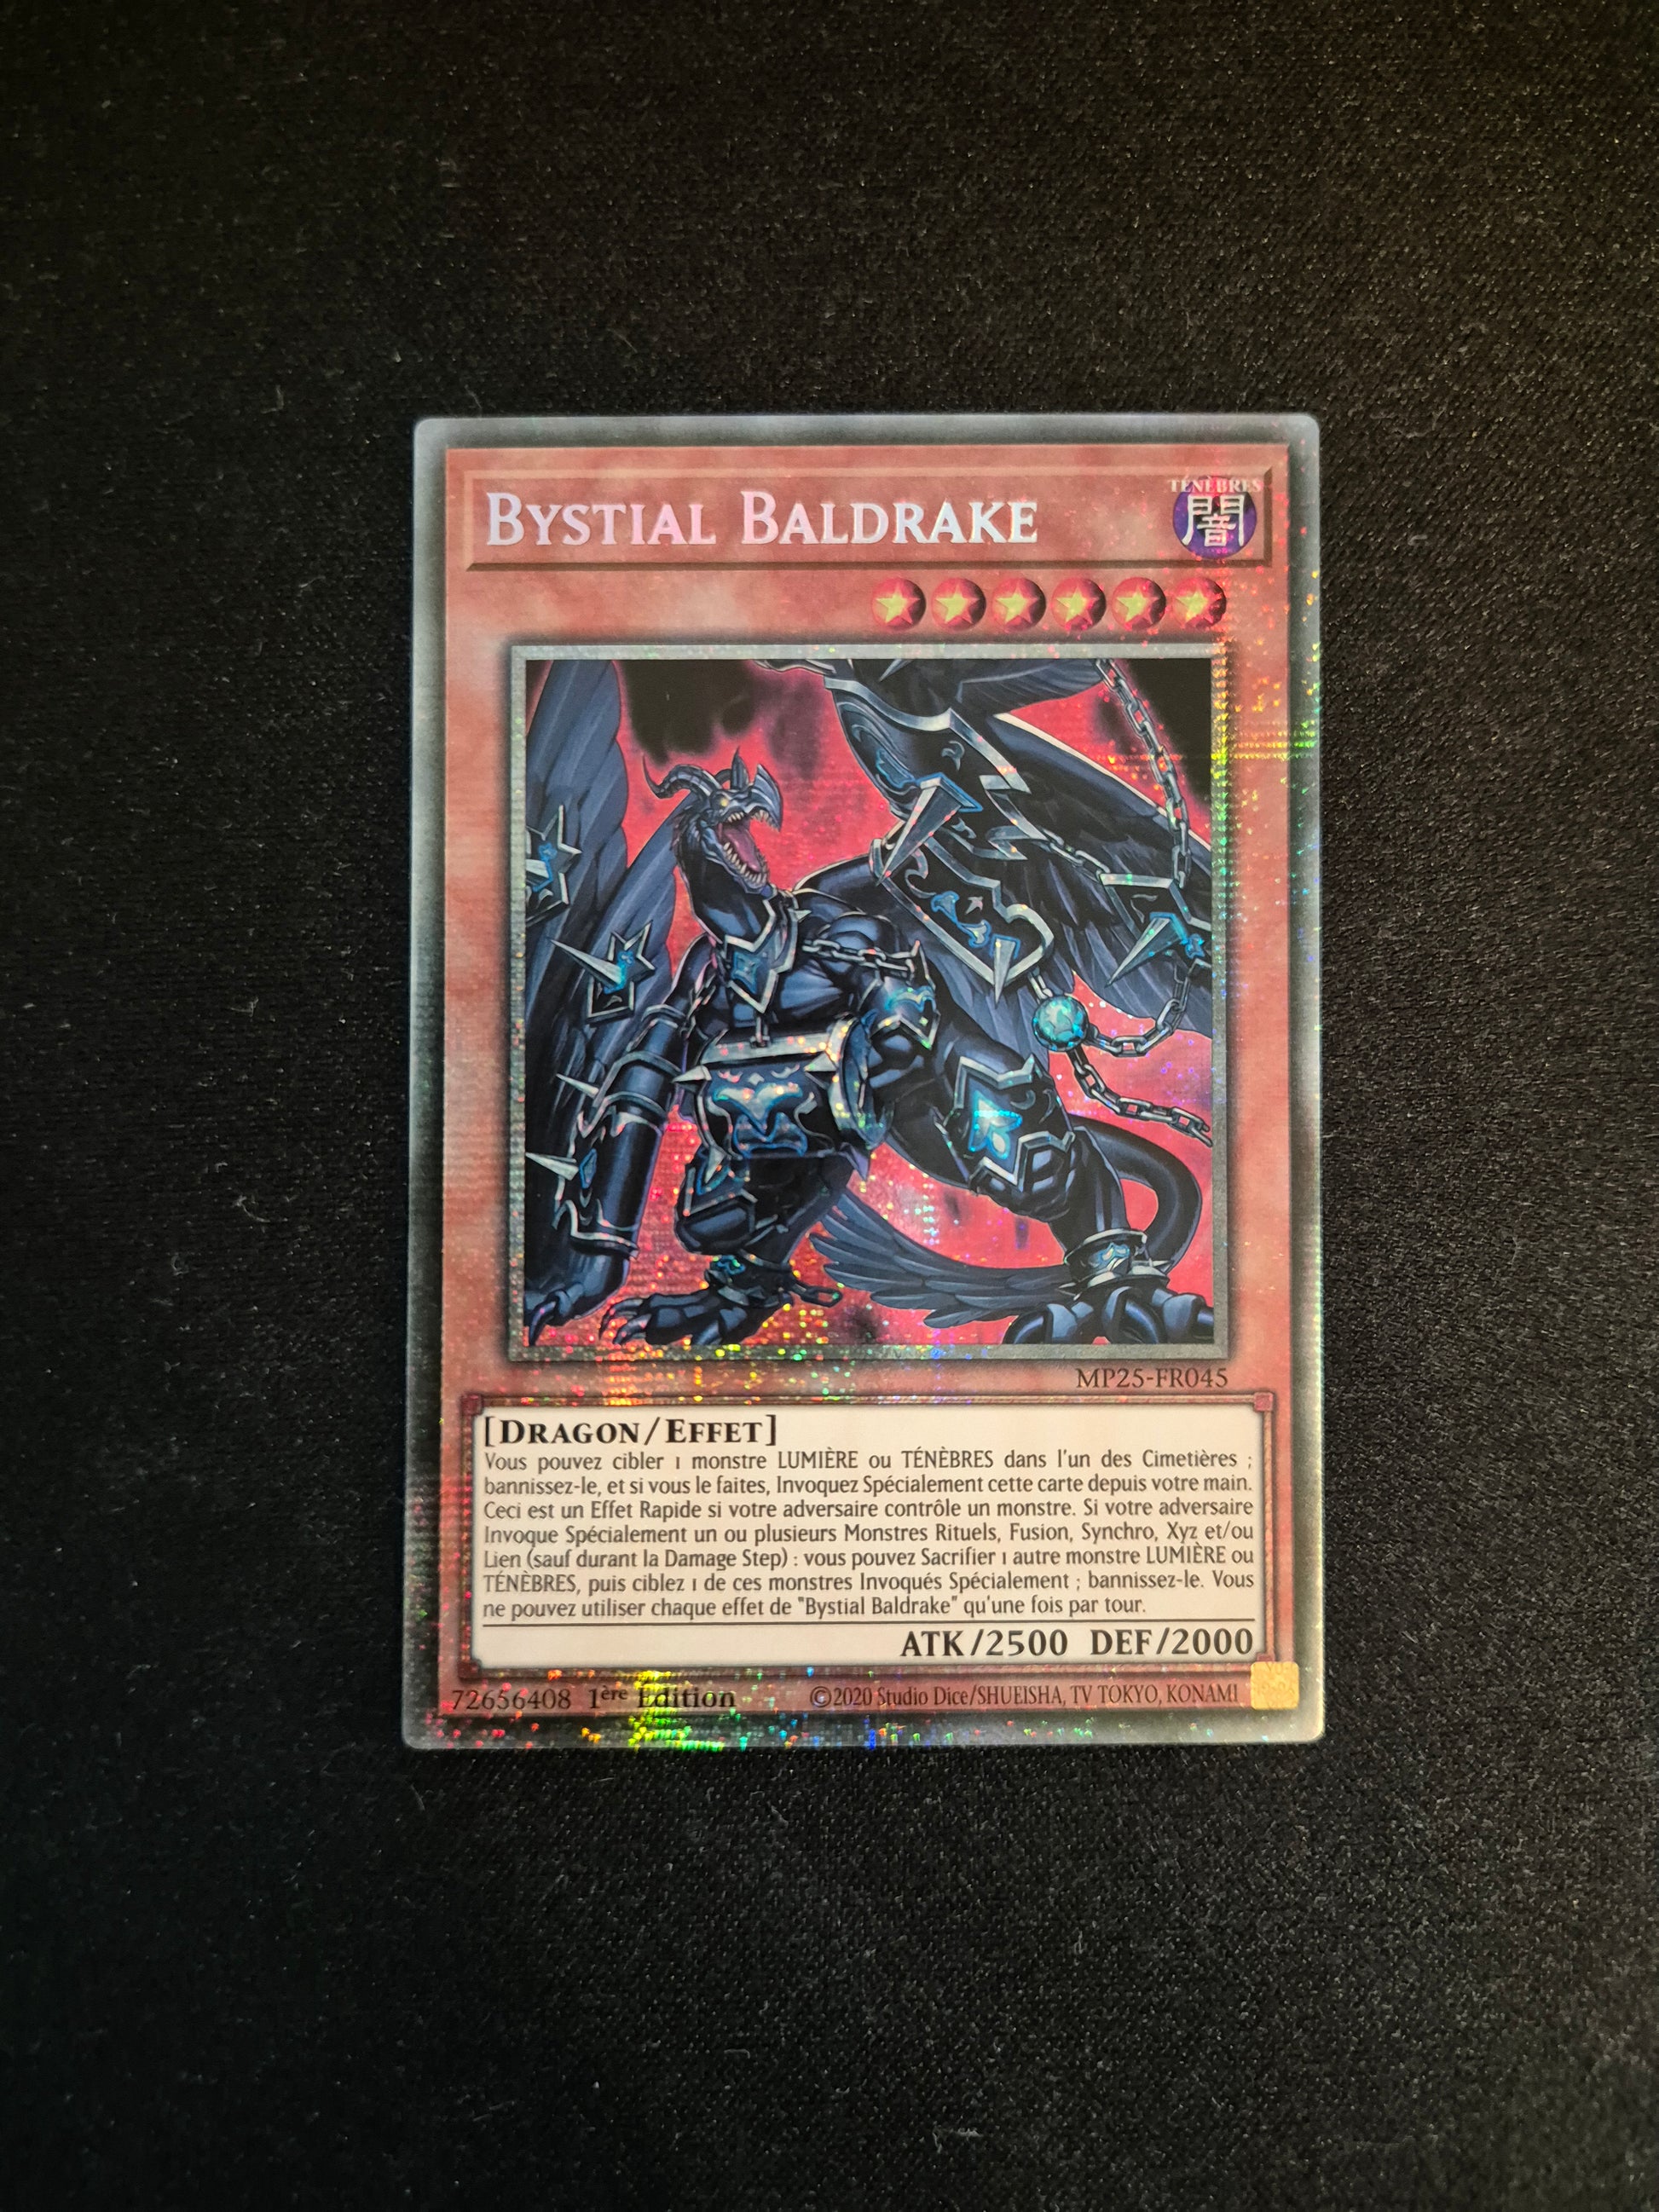 BYSTIAL BALDRAKE
TÉNÈBRES
闇
MP25-FR045
[DRAGON/EFFET]
Vous pouvez cibler 1 monstre LUMIÈRE ou TÉNÈBRES dans l'un des Cimetières ;
bannissez-le, et si vous le faites, Invoquez Spécialement cette carte depuis votre main.
Ceci est un Effet Rapide si votre adversaire contrôle un monstre. Si votre adversaire
Invoque Spécialement un ou plusieurs Monstres Rituels, Fusion, Synchro, Xyz et/ou
Lien (sauf durant la Damage Step) : vous pouvez Sacrifier 1 autre monstre LUMIÈRE ou
TÉNÈBRES, puis ciblez 1 de ces monstres Invoqués Spécialement ; bannissez-le. Vous
ne pouvez utiliser chaque effet de "Bystial Baldrake" qu'une fois par tour.
ATK/2500 DEF/2000
72656408 1ère Édition ©2020 Studio Dice/SHUEISHA, TV TOKYO, KONAMI